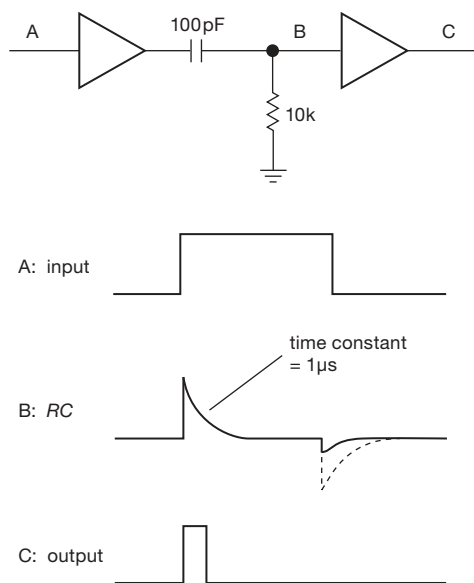 A
100pF
B
C
10k
A: input
time constant
= 1μs
B: RC
C: output